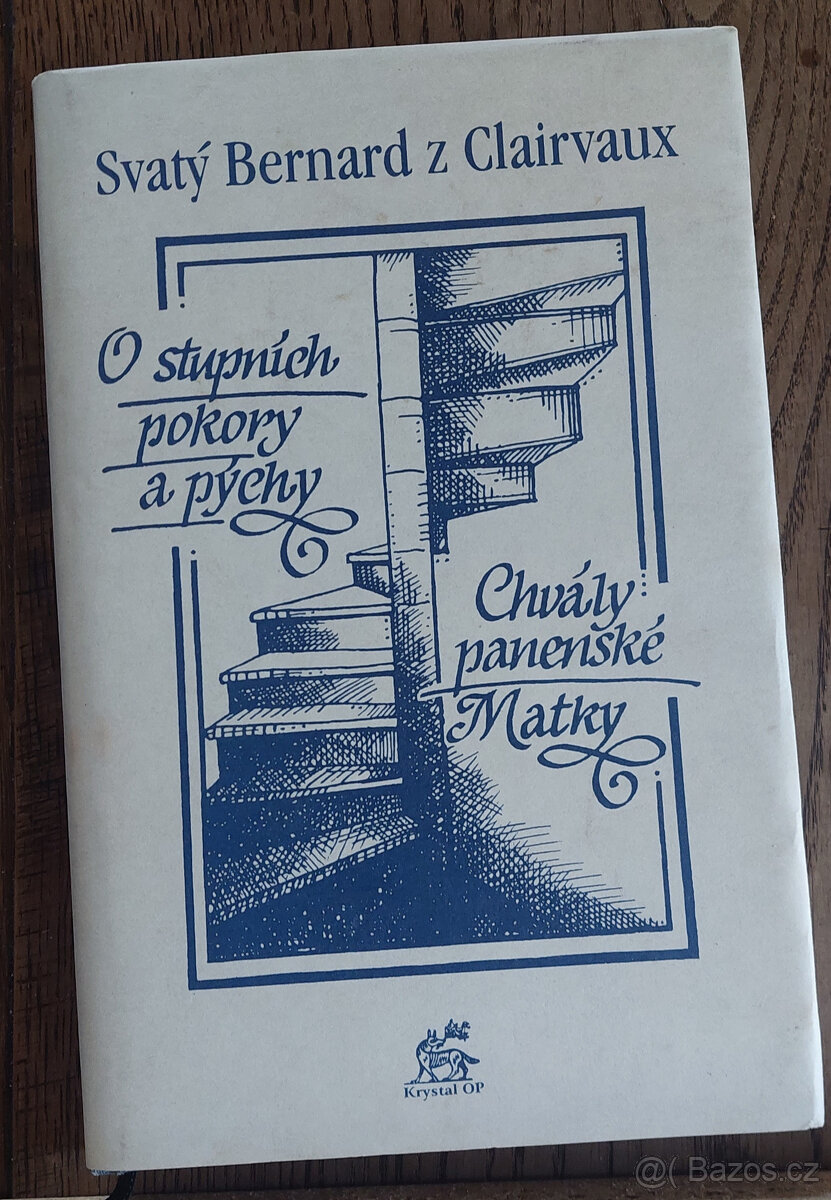 Svatý Bernard z Clairvaux
O stupních
pokory
a pýchy
Chvály
panenské
Matky
Krystal OP
@( Bazos.cz